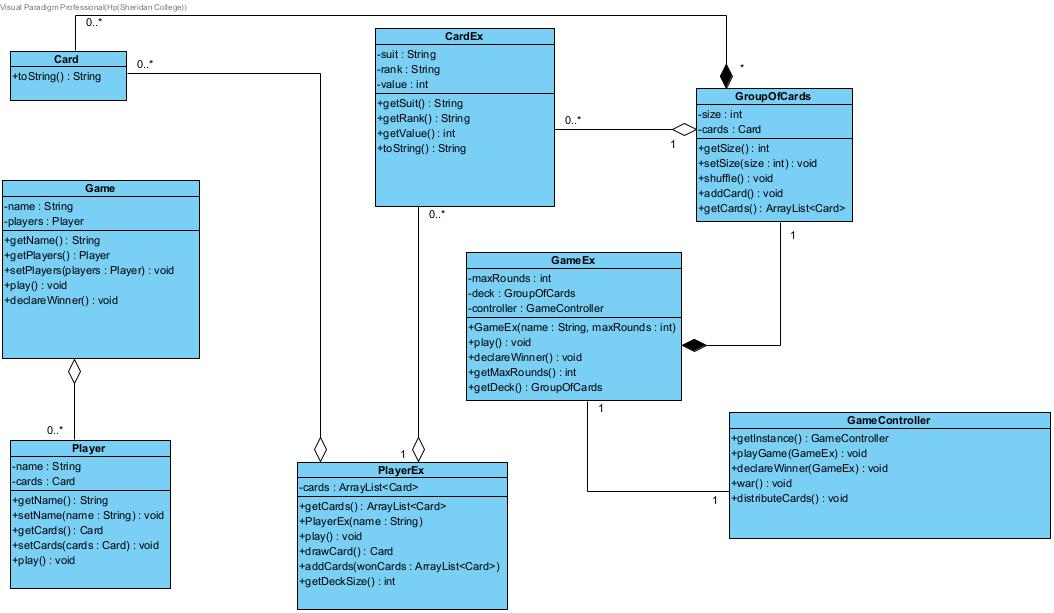 Visual Paradigm Professional(Hp(Sheridan College))
0..*
Card
+toString() : String
0..*
CardEx
-suit : String
-rank : String
-value : int
+getSuit() : String
+getRank() : String
+getValue() : int
+toString() : String
0..*
1
0..*
*
GroupOfCards
-size : int
-cards : Card
+getSize() : int
+setSize(size : int) : void
+shuffle() : void
+addCard() : void
+getCards() : ArrayList<Card>
1
Game
-name : String
-players : Player
+getName() : String
+getPlayers() : Player
+setPlayers(players : Player) : void
+play() : void
+declareWinner() : void
0..*
GameEx
-maxRounds : int
-deck : GroupOfCards
-controller : GameController
+GameEx(name : String, maxRounds : int)
+play() : void
+declareWinner() : void
+getMaxRounds() : int
+getDeck() : GroupOfCards
1
1
GameController
+getInstance() : GameController
+playGame(GameEx) : void
+declareWinner(GameEx) : void
+war() : void
+distributeCards() : void
Player
-name : String
-cards : Card
+getName() : String
+setName(name : String) : void
+getCards() : Card
+setCards(cards : Card) : void
+play() : void
1
PlayerEx
-cards : ArrayList<Card>
+getCards() : ArrayList<Card>
+PlayerEx(name : String)
+play() : void
+drawCard() : Card
+addCards(wonCards : ArrayList<Card>)
+getDeckSize() : int